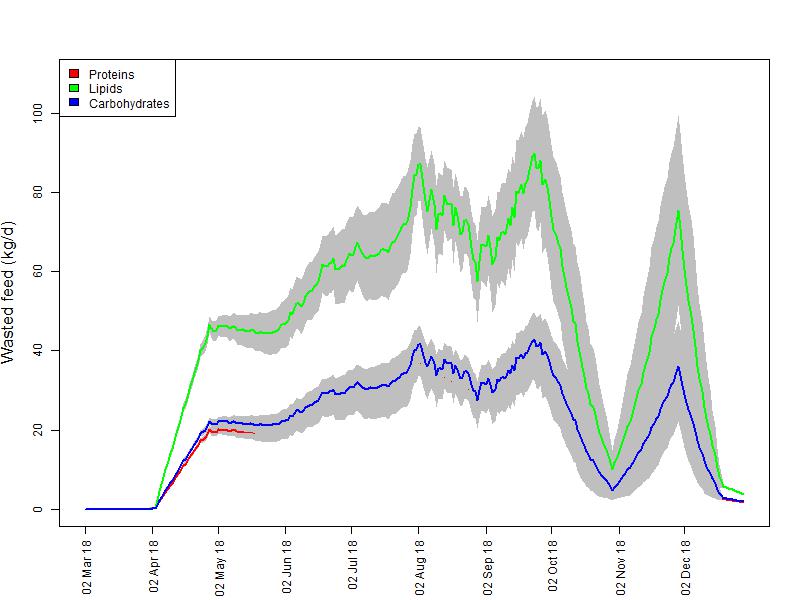 Proteins
Lipids
Carbohydrates
Wasted feed (kg/d)
100
80
60
40
20
0
02 Mar 18
02 Apr 18
02 May 18
02 Jun 18
02 Jul 18
02 Aug 18
02 Sep 18
02 Oct 18
02 Nov 18
02 Dec 18